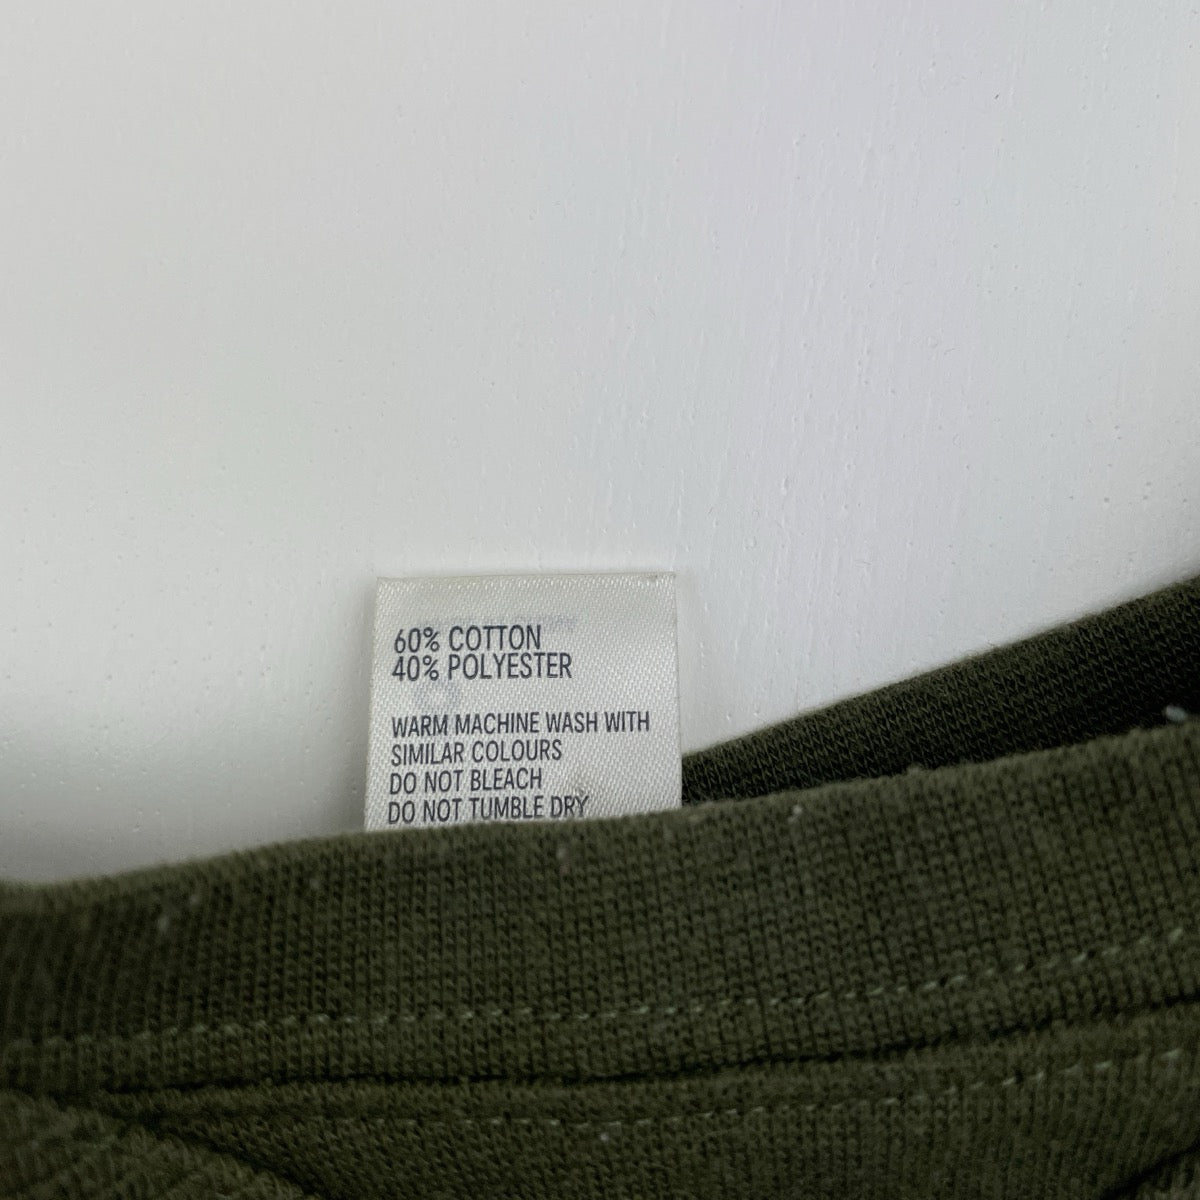 60% COTTON
40% POLYESTER
WARM MACHINE WASH WITH
SIMILAR COLOURS
DO NOT BLEACH
DO NOT TUMBLE DRY